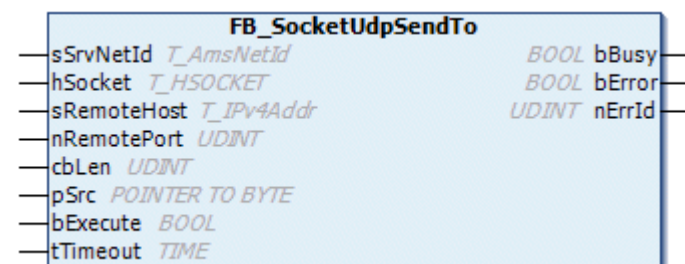 FB_SocketUdpSendTo
sSrvNetId T_AmsNetId BOOL bBusy
hSocket T_HSOCKET BOOL bError
sRemoteHost T_IPv4Addr UDINT nErrId
nRemotePort UDINT
cbLen UDINT
pSrc POINTER TO BYTE
bExecute BOOL
tTimeout TIME